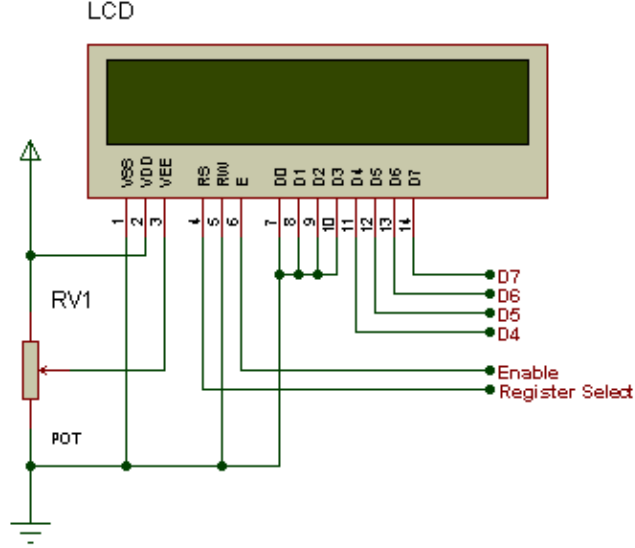 LCD
VSS VDD VEE RS RW E D0 D1 D2 D3 D4 D5 D6 D7
1 2 3 4 5 6 7 8 9 10 11 12 13 14
D7
D6
RV1
D5
D4
Enable
Register Select
POT